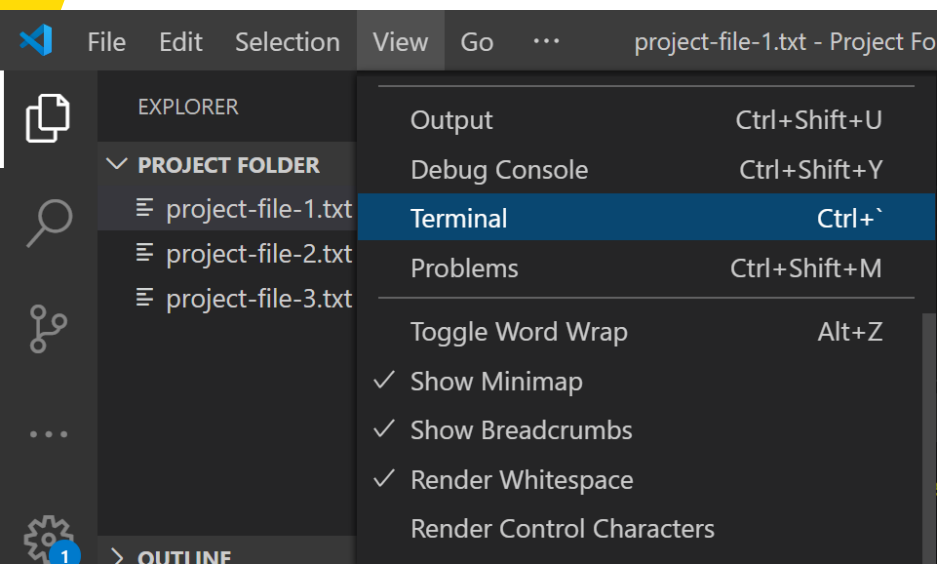 File Edit Selection View Go ··· project-file-1.txt - Project Fo
EXPLORER
PROJECT FOLDER
project-file-1.txt
project-file-2.txt
project-file-3.txt
Output Ctrl+Shift+U
Debug Console Ctrl+Shift+Y
Terminal Ctrl+`
Problems Ctrl+Shift+M
Toggle Word Wrap Alt+Z
Show Minimap
Show Breadcrumbs
Render Whitespace
Render Control Characters
1
OUTLINE